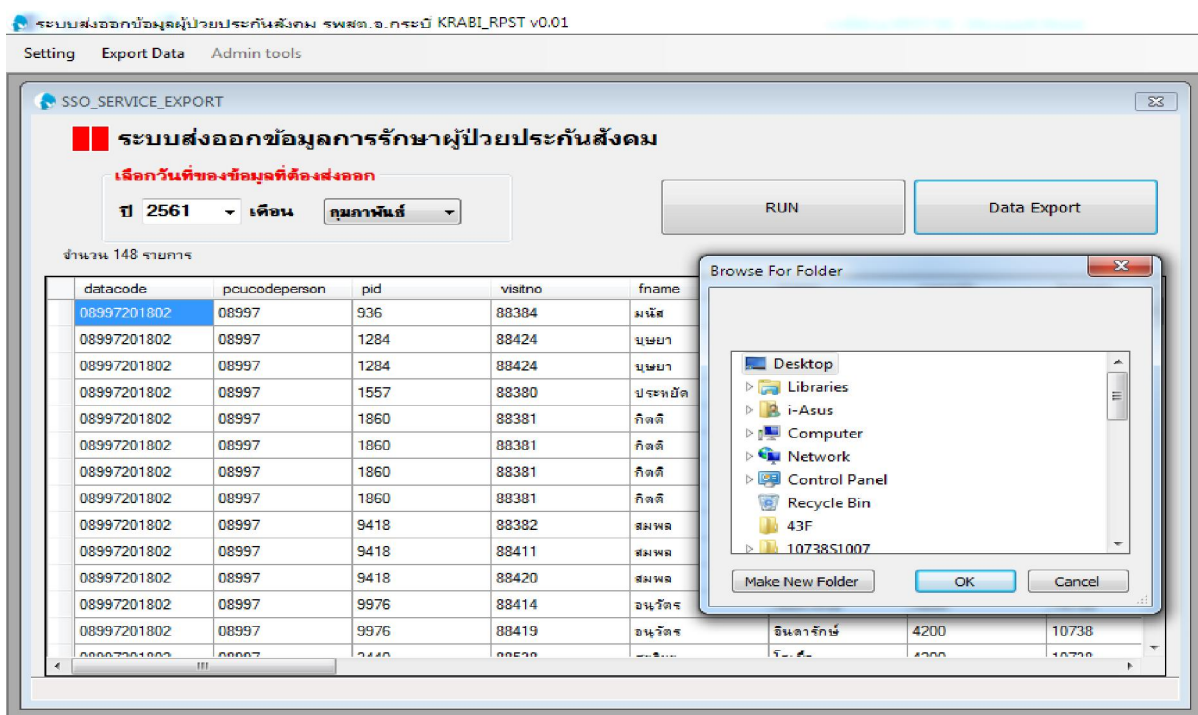 ระบบส่งออกข้อมูลผู้ป่วยประกันสังคม รพสต.จ.กระบี่ KRABI_RPST v0.01
Setting Export Data Admin tools
SSO_SERVICE_EXPORT
ระบบส่งออกข้อมูลการรักษาผู้ป่วยประกันสังคม
เลือกวันที่ของข้อมูลที่ต้องส่งออก
ปี 2561 เดือน กุมภาพันธ์
RUN Data Export
จำนวน 148 รายการ
Browse For Folder
datacode pcucodeperson pid visitno fname
08997201802 08997 936 88384 มนัส
08997201802 08997 1284 88424 บุษยา
08997201802 08997 1284 88424 บุษยา
08997201802 08997 1557 88380 ประหยัด
08997201802 08997 1860 88381 กิตติ
08997201802 08997 1860 88381 กิตติ
08997201802 08997 1860 88381 กิตติ
08997201802 08997 1860 88381 กิตติ
08997201802 08997 9418 88382 สมพล
08997201802 08997 9418 88411 สมพล
08997201802 08997 9418 88420 สมพล
08997201802 08997 9976 88414 อนุวัตร
08997201802 08997 9976 88419 อนุวัตร จินดารักษ์ 4200 10738
Desktop
Libraries
i-Asus
Computer
Network
Control Panel
Recycle Bin
43F
10738S1007
Make New Folder OK Cancel